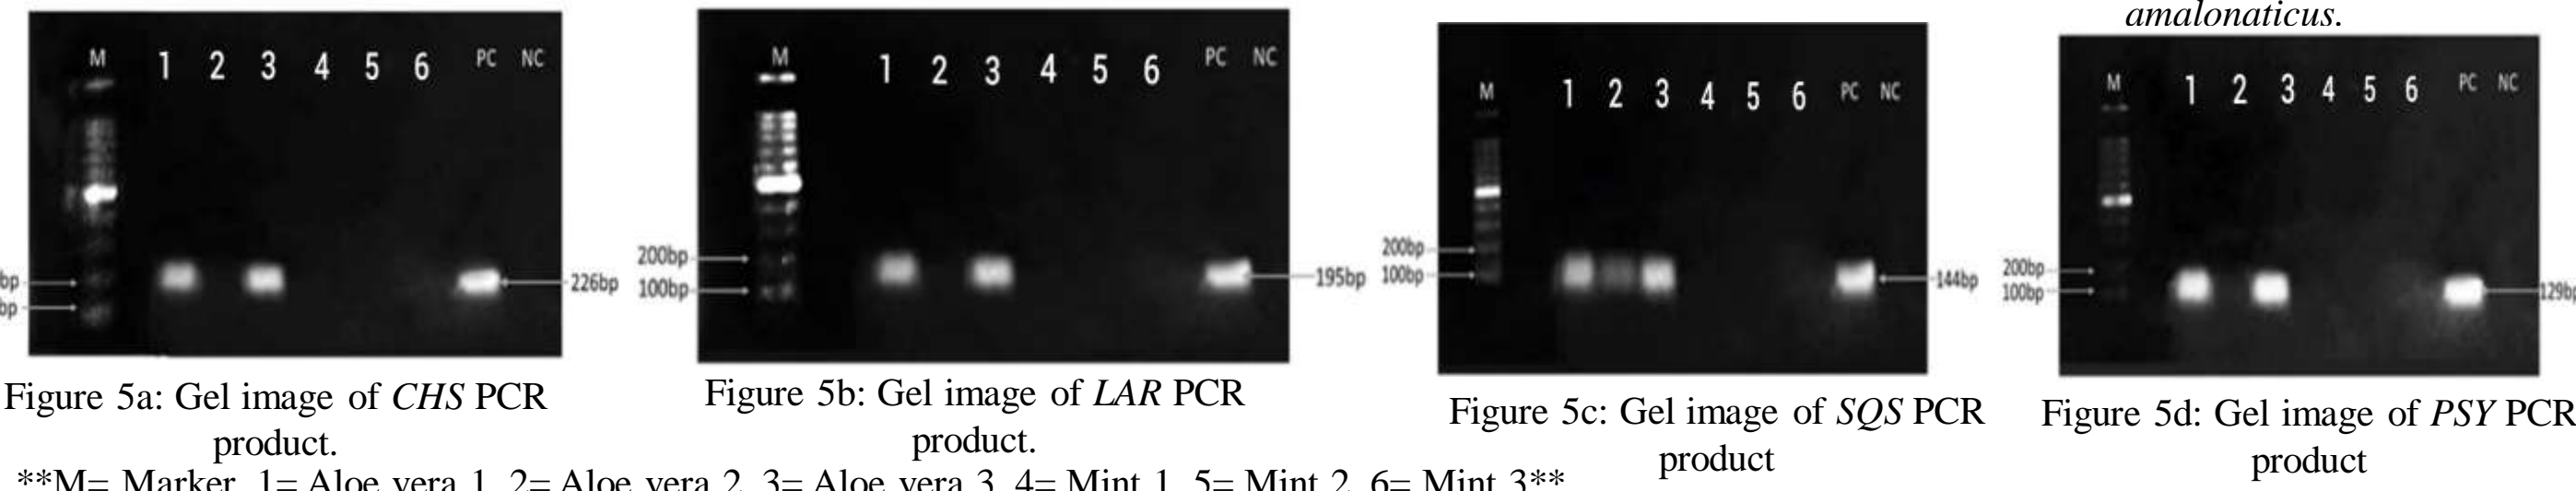 amalonaticus.
M 1 2 3 4 5 6 PC NC
bp
bp
226bp
M 1 2 3 4 5 6 PC NC
200bp
100bp
195bp
M 1 2 3 4 5 6 PC NC
200bp
100bp
144bp
M 1 2 3 4 5 6 PC NC
200bp
100bp
129bp
Figure 5a: Gel image of CHS PCR
product.
Figure 5b: Gel image of LAR PCR
product.
Figure 5c: Gel image of SQS PCR
product
Figure 5d: Gel image of PSY PCR
product
**M= Marker, 1= Aloe vera 1, 2= Aloe vera 2, 3= Aloe vera 3, 4= Mint 1, 5= Mint 2, 6= Mint 3**